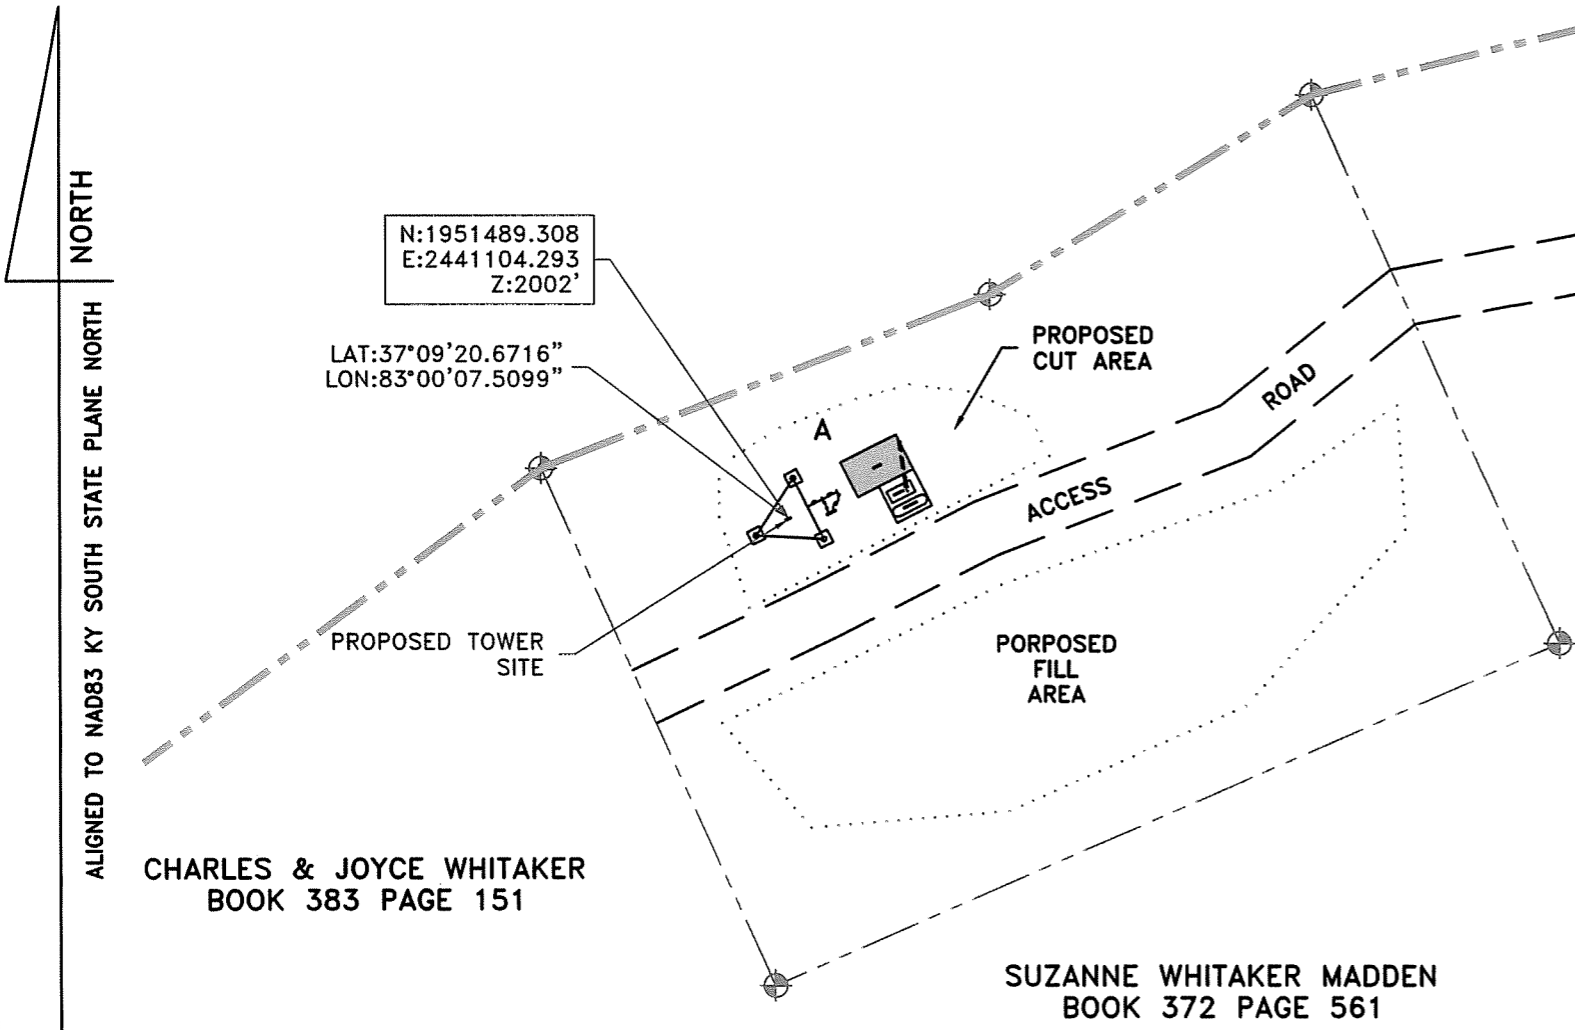 NORTH
ALIGNED TO NAD83 KY SOUTH STATE PLANE NORTH
N:1951489.308
E:2441104.293
Z:2002'
LAT:37°09'20.6716"
LON:83°00'07.5099"
PROPOSED
CUT AREA
A
ROAD
ACCESS
PROPOSED TOWER
SITE
PORPOSED
FILL
AREA
CHARLES & JOYCE WHITAKER
BOOK 383 PAGE 151
SUZANNE WHITAKER MADDEN
BOOK 372 PAGE 561